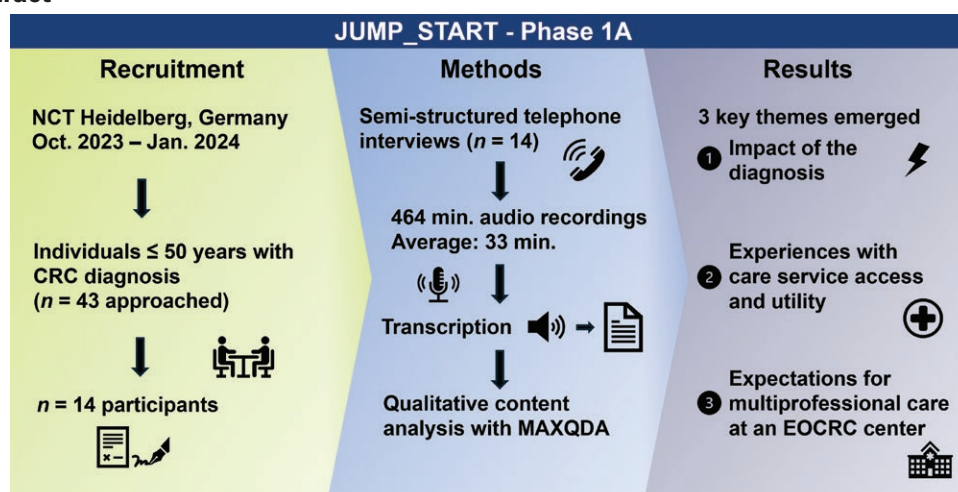 JUMP_START - Phase 1A
Recruitment
NCT Heidelberg, Germany
Oct. 2023 – Jan. 2024
Individuals ≤ 50 years with
CRC diagnosis
(n = 43 approached)
n = 14 participants
Methods
Semi-structured telephone
interviews (n = 14)
464 min. audio recordings
Average: 33 min.
Transcription
Qualitative content
analysis with MAXQDA
Results
3 key themes emerged
1 Impact of the
diagnosis
Experiences with
2 care service access
and utility
Expectations for
3 multiprofessional care
at an EOCRC center